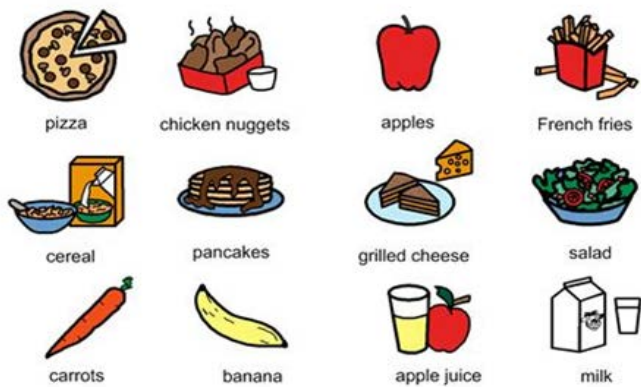 pizza
chicken nuggets
apples
French fries
cereal
pancakes
grilled cheese
salad
carrots
banana
apple juice
milk